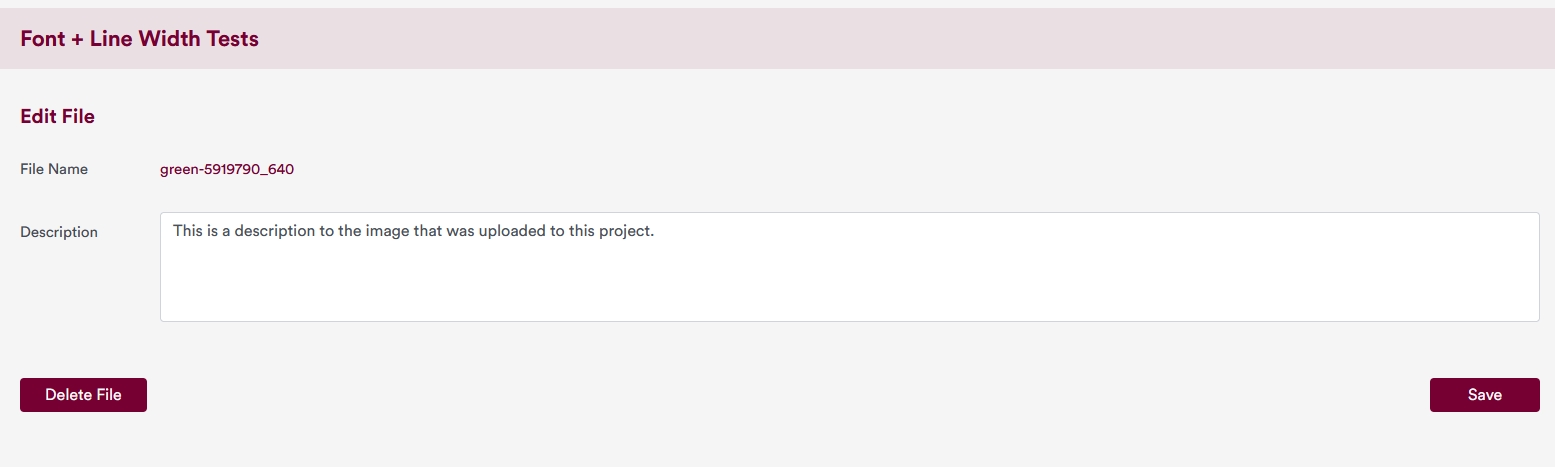 Font + Line Width Tests
Edit File
File Name green-5919790_640
Description This is a description to the image that was uploaded to this project.
Delete File Save